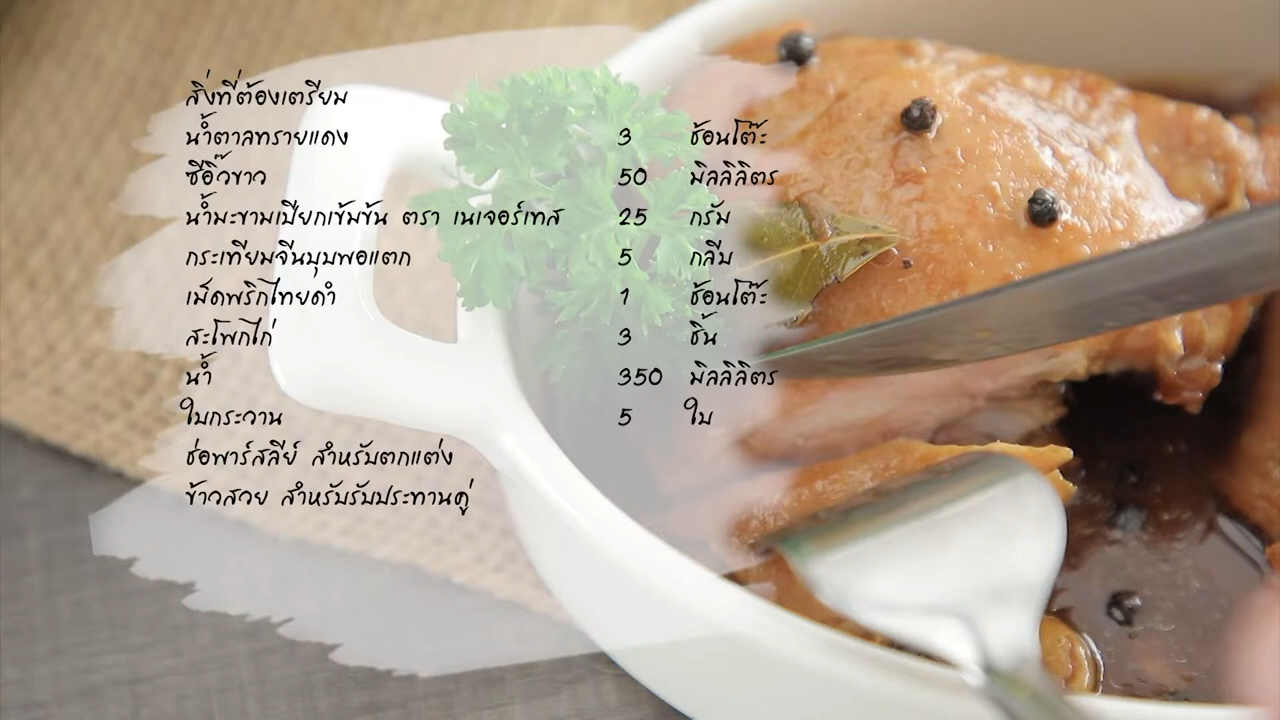 สิ่งที่ต้องเตรียม
น้ำตาลทรายแดง 3 ช้อนโต๊ะ
ซีอิ๊วขาว 50 มิลลิลิตร
น้ำมะขามเปียกเข้มข้น ตรา เนเจอร์เทส 25 กรัม
กระเทียมจีนบุบพอแตก 5 กลีบ
เม็ดพริกไทยดำ 1 ช้อนโต๊ะ
สะโพกไก่ 3 ชิ้น
น้ำ 350 มิลลิลิตร
ใบกระวาน 5 ใบ
ช่อพาร์สลีย์ สำหรับตกแต่ง
ข้าวสวย สำหรับรับประทานคู่